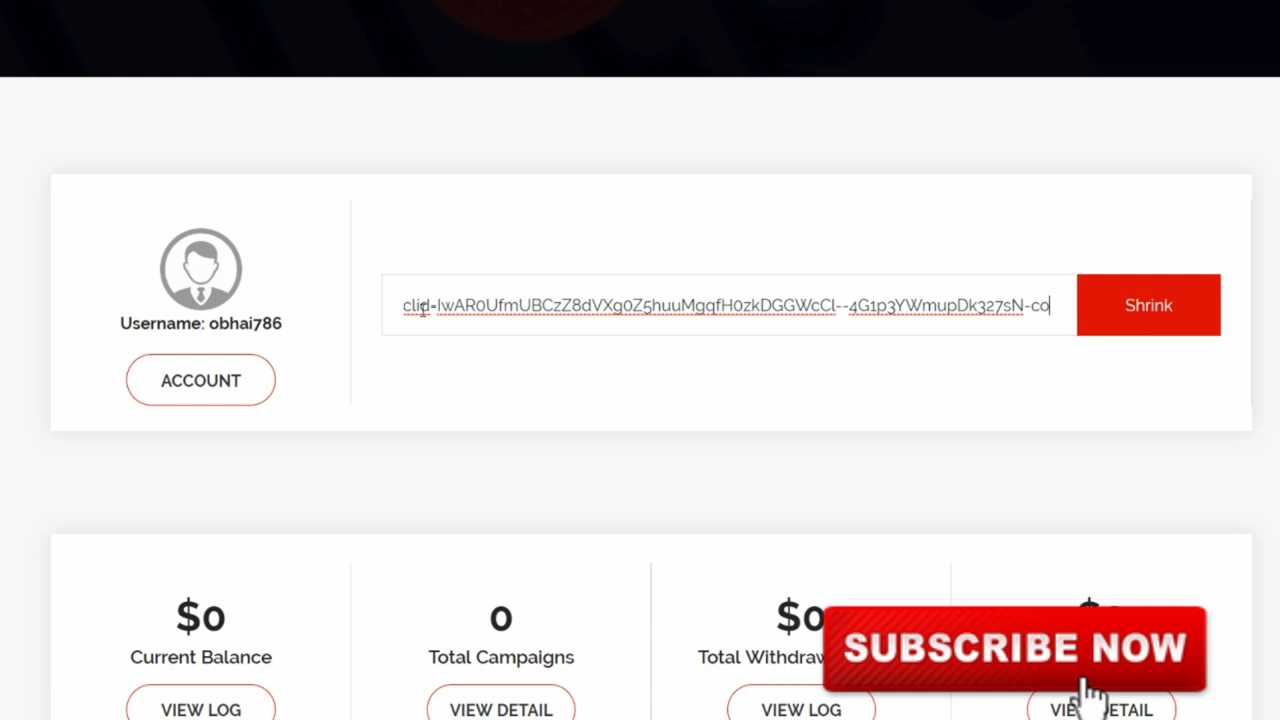 clid=IwAR0UfmUBCzZ8dVXg0Z5huuMgqfH0zkDGGWcCl--4G1p3YWmupDk327sN-co
Shrink
Username: obhai786
ACCOUNT
$0
0
$0
Current Balance
Total Campaigns
Total
SUBSCRIBE NOW
VIEW LOG
VIEW DETAIL
VIEW LOG